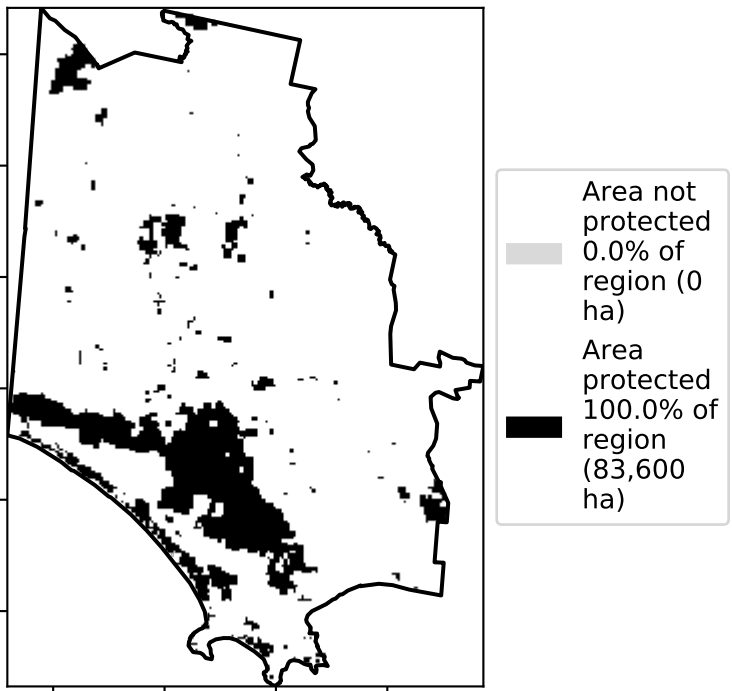 Area not
protected
0.0% of
region (0
ha)
Area
protected
100.0% of
region
(83,600
ha)